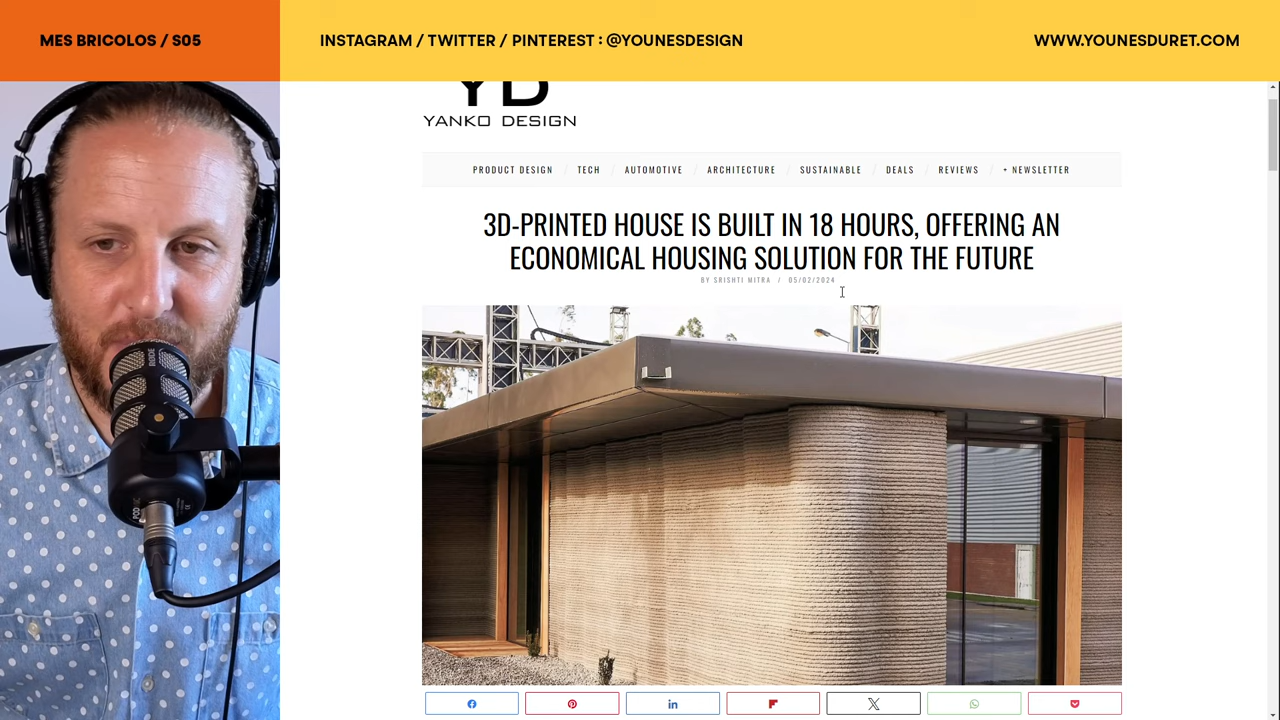 MES BRICOLOS / S05
INSTAGRAM / TWITTER / PINTEREST : @YOUNESDESIGN
WWW.YOUNESDURET.COM
YD
YANKO DESIGN
PRODUCT DESIGN / TECH / AUTOMOTIVE / ARCHITECTURE / SUSTAINABLE / DEALS / REVIEWS / + NEWSLETTER
3D-PRINTED HOUSE IS BUILT IN 18 HOURS, OFFERING AN
ECONOMICAL HOUSING SOLUTION FOR THE FUTURE
BY SRISHTI MITRA / 05/02/2024
RODE